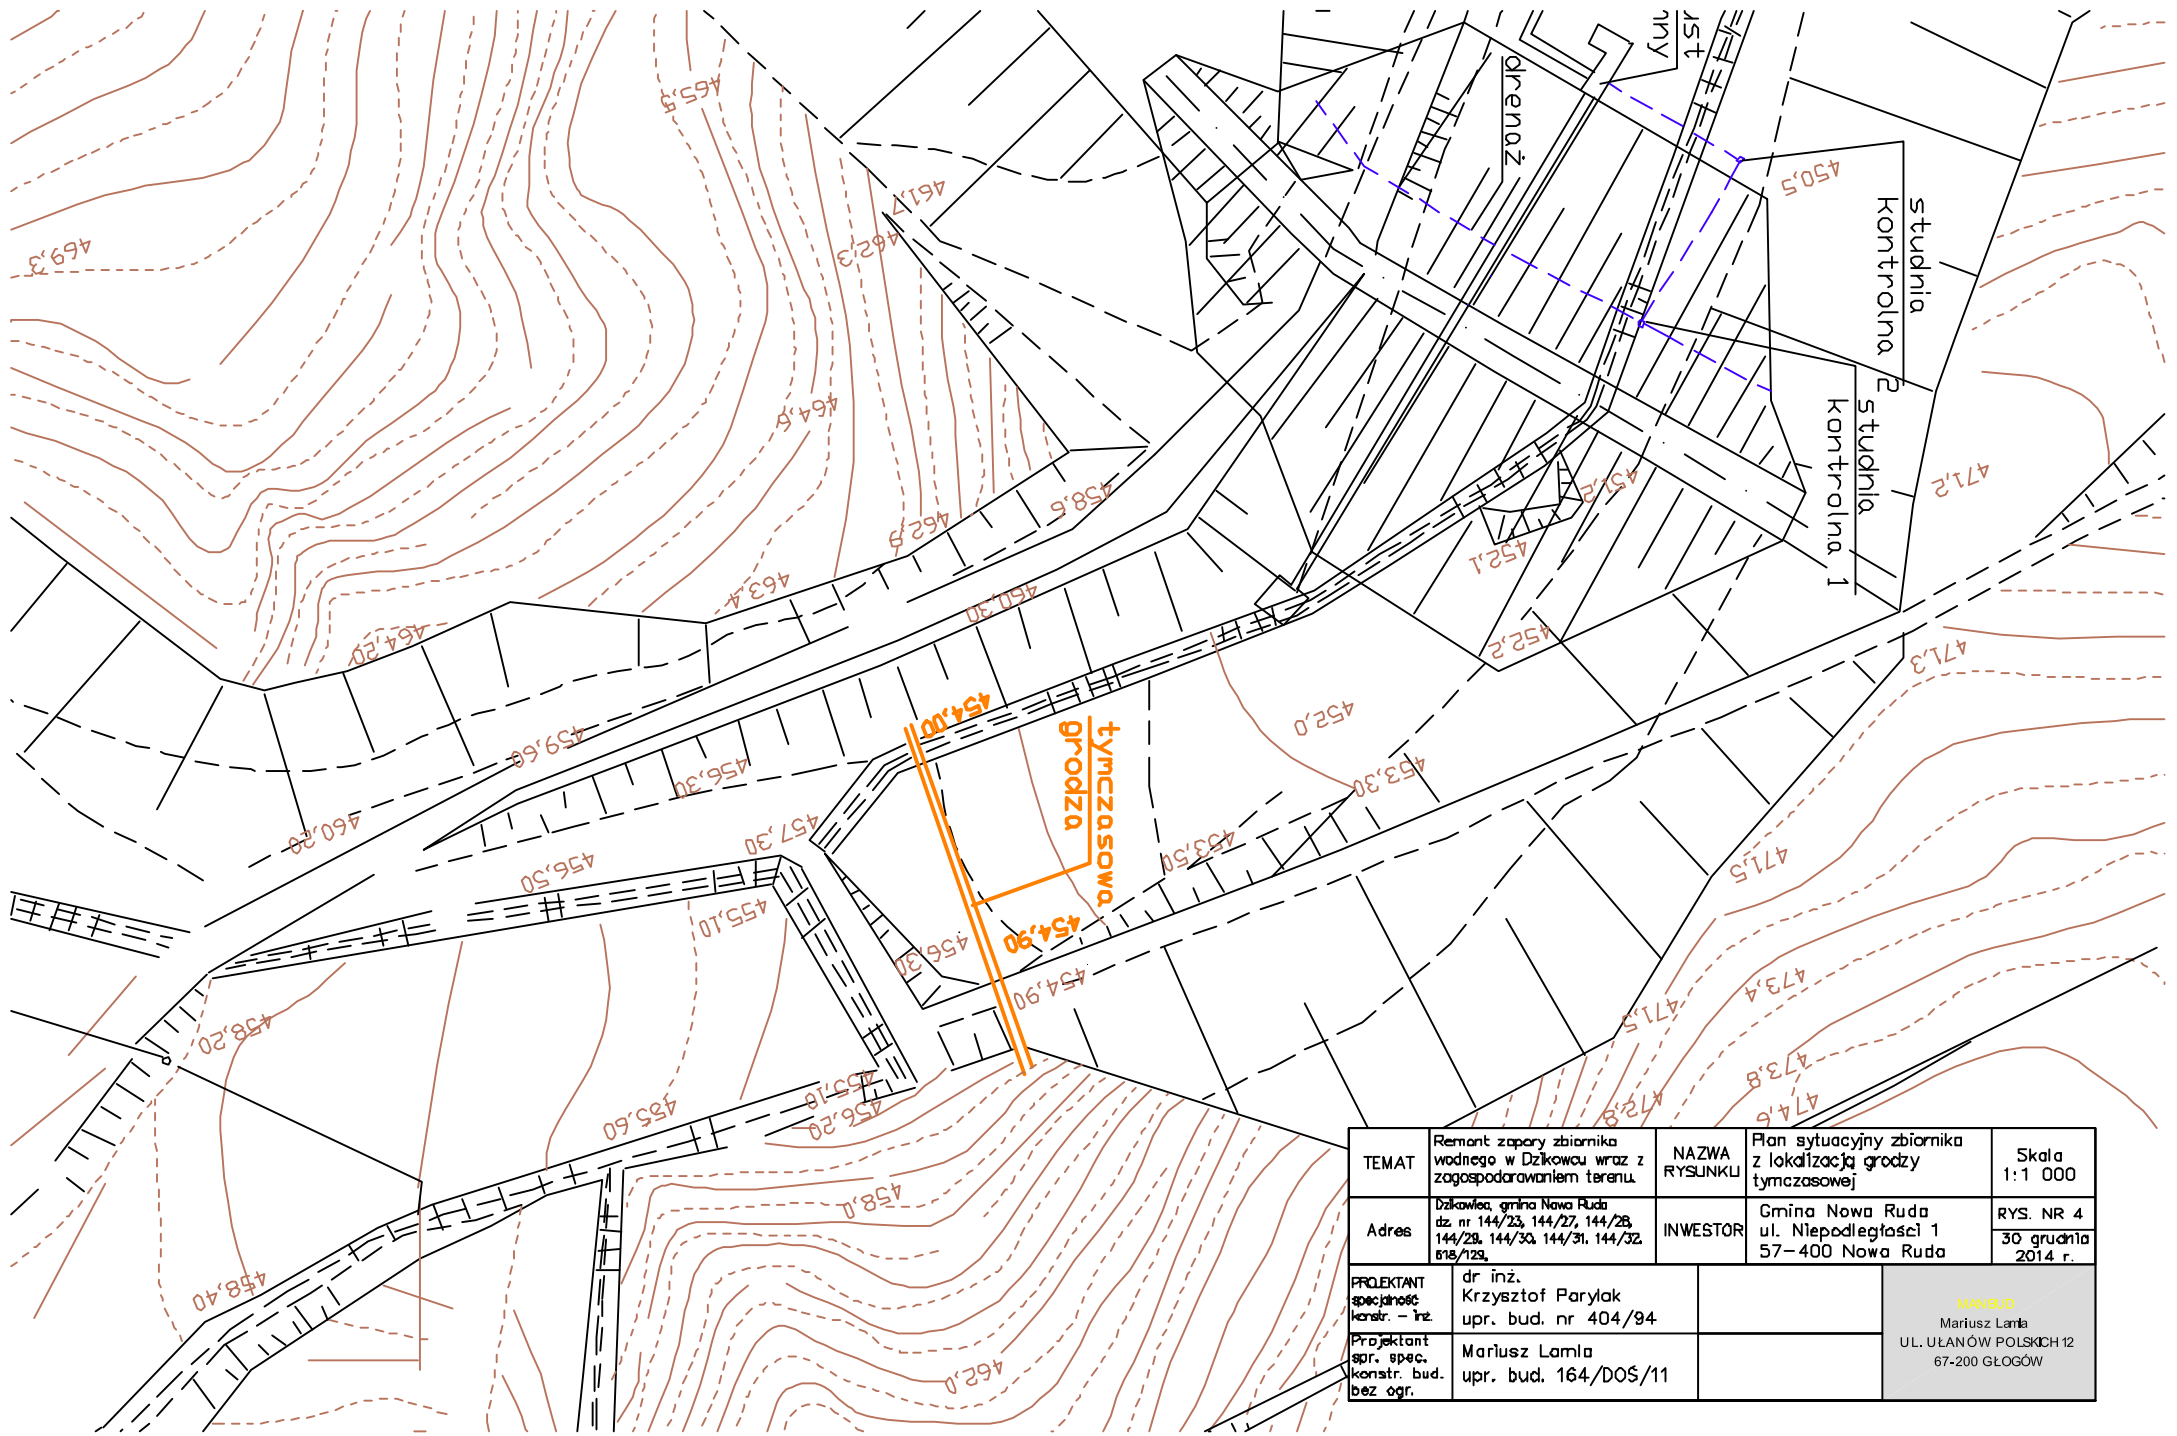 ust
nny
drenaż
studnia
kontrolna 2
studnia
kontrolna 1
tymczasowa
grodza
454,00
454,90
465,5
469,3
461,7
462,3
464,6
458,6
462,9
463,4
464,20
460,30
459,60
460,20
456,30
457,30
456,50
455,10
456,30
454,90
458,20
455,10
456,20
485,60
458,0
458,40
462,0
450,5
451,2
452,1
452,2
452,0
453,30
453,50
471,2
471,3
471,5
471,5
473,4
473,8
472,8
474,6
TEMAT
Remont zapory zbiornika
wodnego w Dzikowcu wraz z
zagospodarowaniem terenu.
NAZWA
RYSUNKU
Plan sytuacyjny zbiornika
z lokalizacją grodzy
tymczasowej
Skala
1:1 000
Adres
Dzikowiec, gmina Nowa Ruda
dz. nr 144/23, 144/27, 144/28,
144/29, 144/30, 144/31, 144/32,
618/129,
INWESTOR
Gmina Nowa Ruda
ul. Niepodległości 1
57-400 Nowa Ruda
RYS. NR 4
30 grudnia
2014 r.
PROJEKTANT
specjalność
konstr. - inż.
dr inż.
Krzysztof Parylak
upr. bud. nr 404/94
Projektant
spr. spec.
konstr. bud.
bez ogr.
Mariusz Lamla
upr. bud. 164/DOŚ/11
Mariusz Lamla
UL. UŁANÓW POLSKICH 12
67-200 GŁOGÓW